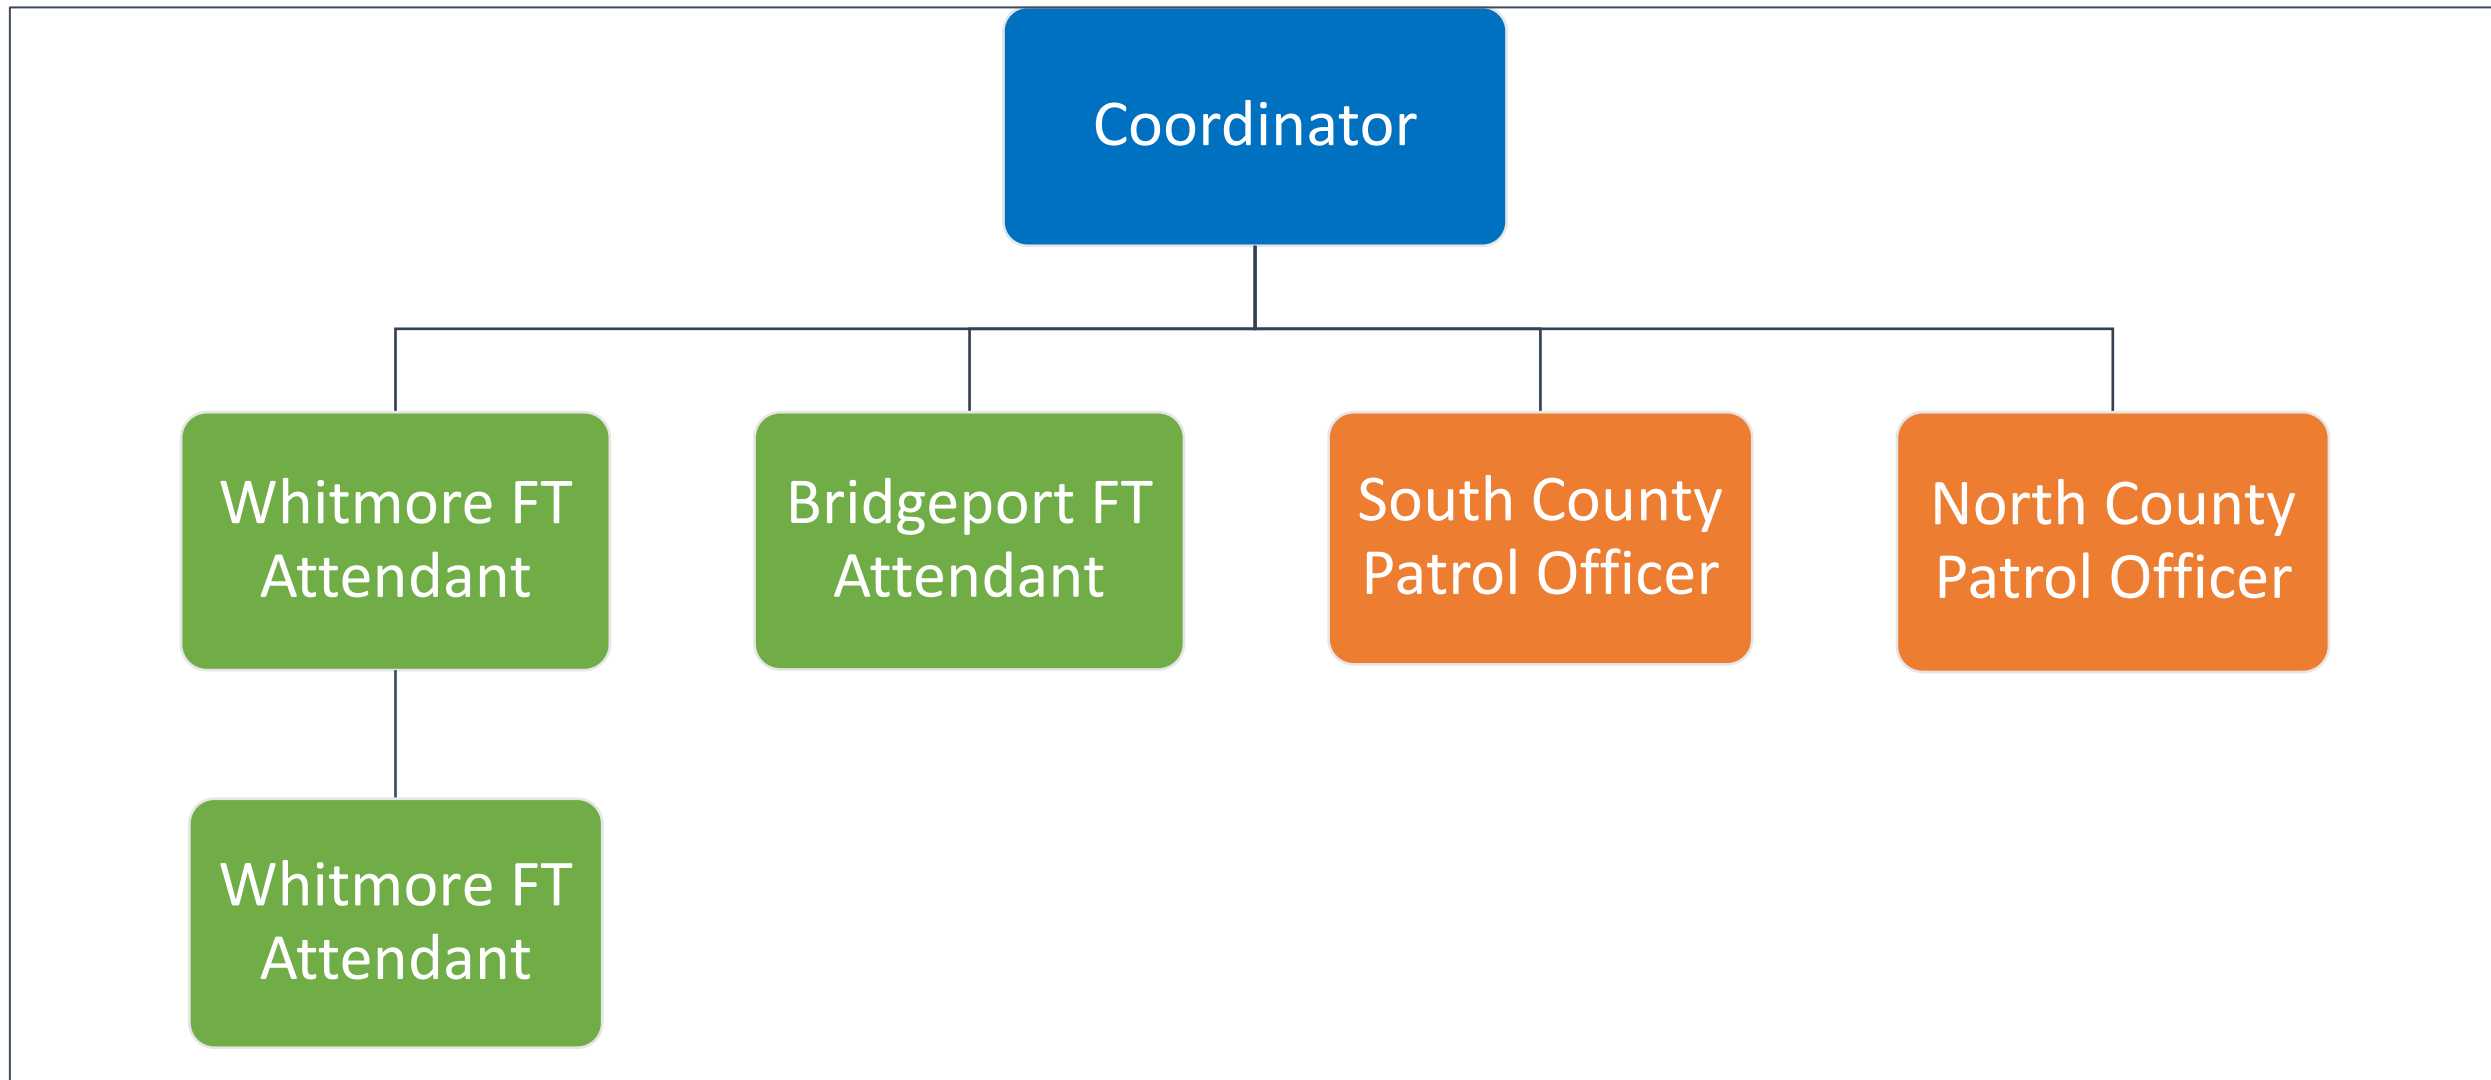 Coordinator
Whitmore FT
Attendant
Bridgeport FT
Attendant
South County
Patrol Officer
North County
Patrol Officer
Whitmore FT
Attendant